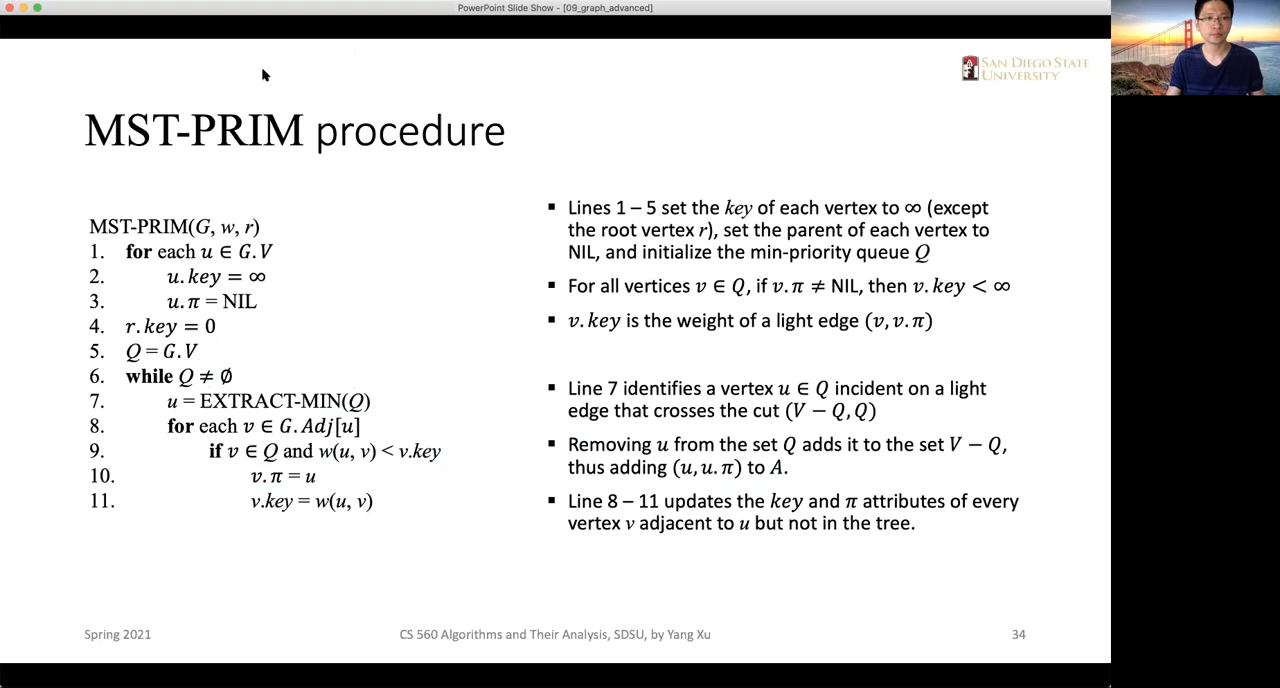 PowerPoint Slide Show - [09_graph_advanced]
SAN DIEGO STATE
UNIVERSITY
MST-PRIM procedure
MST-PRIM(G, w, r)
1. for each u ∈ G.V
2. u.key = ∞
3. u.π = NIL
4. r.key = 0
5. Q = G.V
6. while Q ≠ ∅
7. u = EXTRACT-MIN(Q)
8. for each v ∈ G.Adj[u]
9. if v ∈ Q and w(u, v) < v.key
10. v.π = u
11. v.key = w(u, v)
▪ Lines 1 – 5 set the key of each vertex to ∞ (except
the root vertex r), set the parent of each vertex to
NIL, and initialize the min-priority queue Q
▪ For all vertices v ∈ Q, if v.π ≠ NIL, then v.key < ∞
▪ v.key is the weight of a light edge (v, v.π)
▪ Line 7 identifies a vertex u ∈ Q incident on a light
edge that crosses the cut (V − Q, Q)
▪ Removing u from the set Q adds it to the set V − Q,
thus adding (u, u.π) to A.
▪ Line 8 – 11 updates the key and π attributes of every
vertex v adjacent to u but not in the tree.
Spring 2021
CS 560 Algorithms and Their Analysis, SDSU, by Yang Xu
34